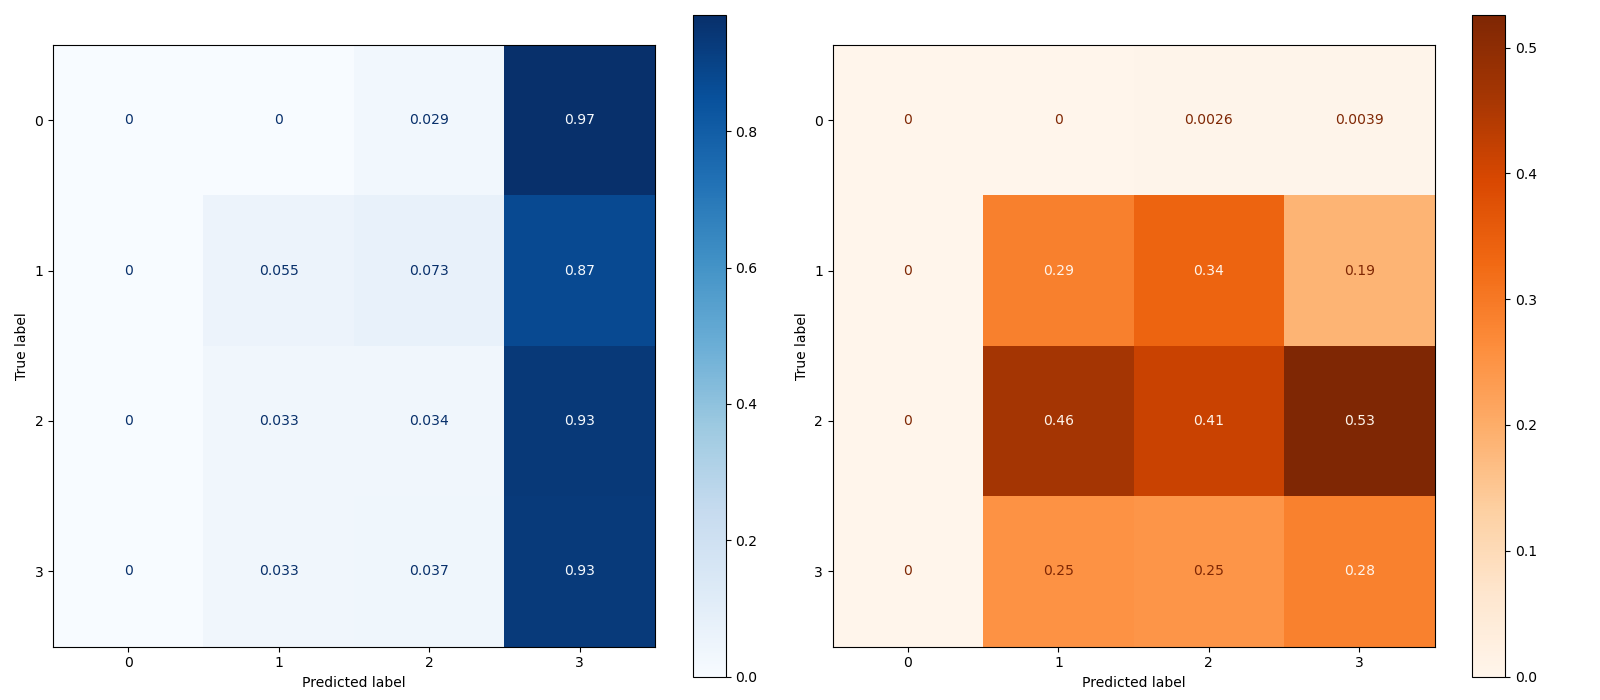 0 0 0.029 0.97
1 0 0.055 0.073 0.87
2 0 0.033 0.034 0.93
3 0 0.033 0.037 0.93
0 1 2 3
Predicted label
True label
0.8
0.6
0.4
0.2
0.0
0 0 0 0.0026 0.0039
1 0 0.29 0.34 0.19
2 0 0.46 0.41 0.53
3 0 0.25 0.25 0.28
0 1 2 3
Predicted label
True label
0.5
0.4
0.3
0.2
0.1
0.0